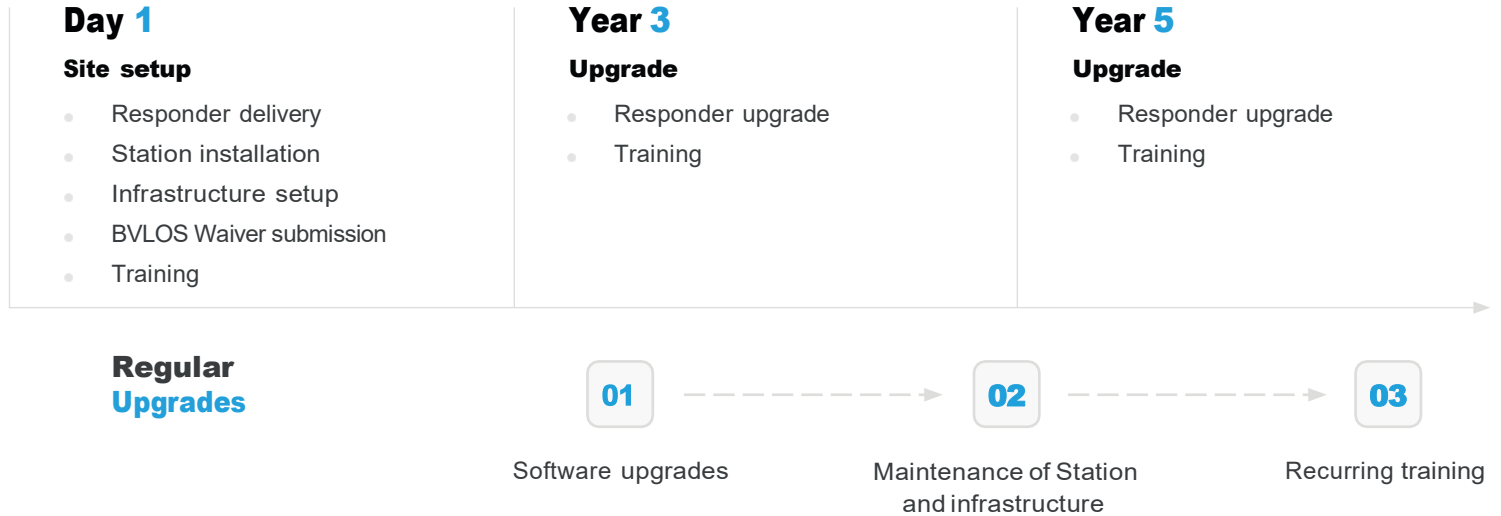 Day 1
Site setup
Responder delivery
Station installation
Infrastructure setup
BVLOS Waiver submission
Training
Year 3
Upgrade
Responder upgrade
Training
Year 5
Upgrade
Responder upgrade
Training
Regular
Upgrades
01
Software upgrades
02
Maintenance of Station
and infrastructure
03
Recurring training